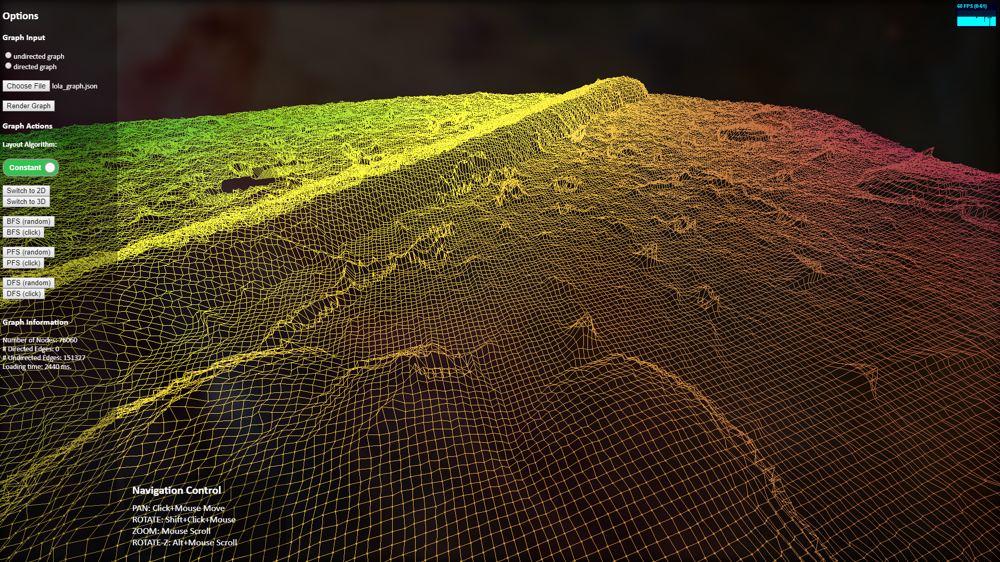 Options
Graph Input
undirected graph
directed graph
Choose File lola_graph.json
Render Graph
Graph Actions
Layout Algorithm:
Constant
Switch to 2D
Switch to 3D
BFS (random)
BFS (click)
PFS (random)
PFS (click)
DFS (random)
DFS (click)
Graph Information
Number of Nodes: 76060
# Directed Edges: 0
# Undirected Edges: 151327
Loading time: 2440 ms.
Navigation Control
PAN: Click+Mouse Move
ROTATE: Shift+Click+Mouse
ZOOM: Mouse Scroll
ROTATE-Z: Alt+Mouse Scroll
60 FPS (0-61)